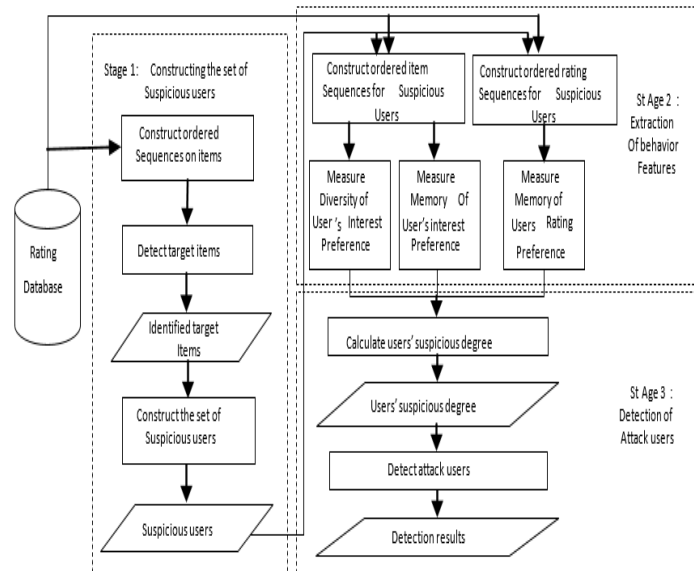 Stage 1: Constructing the set of
Suspicious users
Construct ordered
Sequences on items
Detect target items
Identified target
Items
Construct the set of
Suspicious users
Suspicious users
Rating
Database
Construct ordered item
Sequences for Suspicious
Users
Construct ordered rating
Sequences for Suspicious
Users
St Age 2 :
Extraction
Of behavior
Features
Measure
Diversity of
User's Interest
Preference
Measure
Memory Of
User's interest
Preference
Measure
Memory of
Users Rating
Preference
Calculate users' suspicious degree
Users' suspicious degree
Detect attack users
Detection results
St Age 3 :
Detection of
Attack users